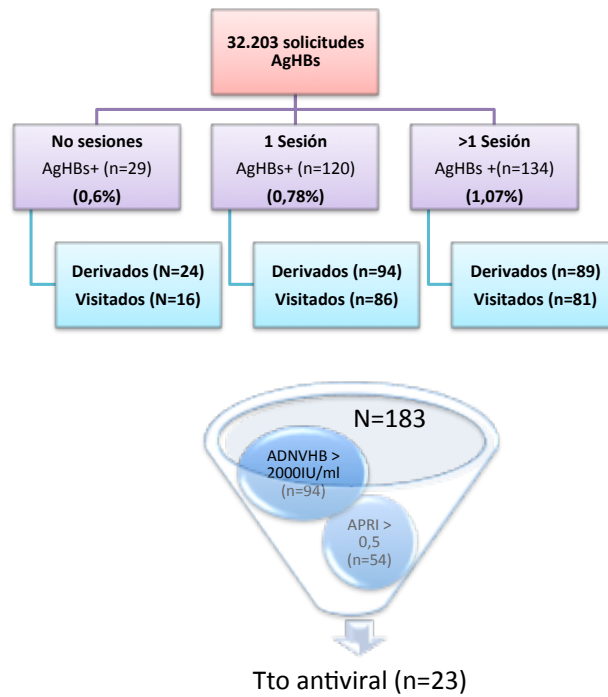 32.203 solicitudes
AgHBs
No sesiones
AgHBs+ (n=29)
(0,6%)
1 Sesión
AgHBs+ (n=120)
(0,78%)
>1 Sesión
AgHBs +(n=134)
(1,07%)
Derivados (N=24)
Visitados (N=16)
Derivados (n=94)
Visitados (n=86)
Derivados (n=89)
Visitados (n=81)
N=183
ADNVHB >
2000IU/ml
(n=94)
APRI >
0,5
(n=54)
Tto antiviral (n=23)